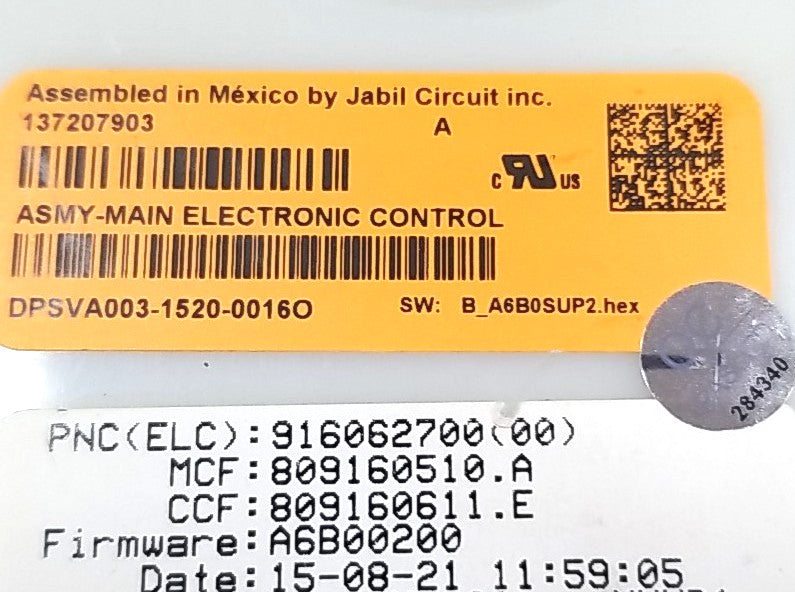 Assembled in México by Jabil Circuit inc.
137207903 A
c RU US
ASMY-MAIN ELECTRONIC CONTROL
DPSVA003-1520-0016O SW: B_A6B0SUP2.hex
284340
PNC(ELC):916062700(00)
MCF:809160510.A
CCF:809160611.E
Firmware:A6B00200
Date:15-08-21 11:59:05